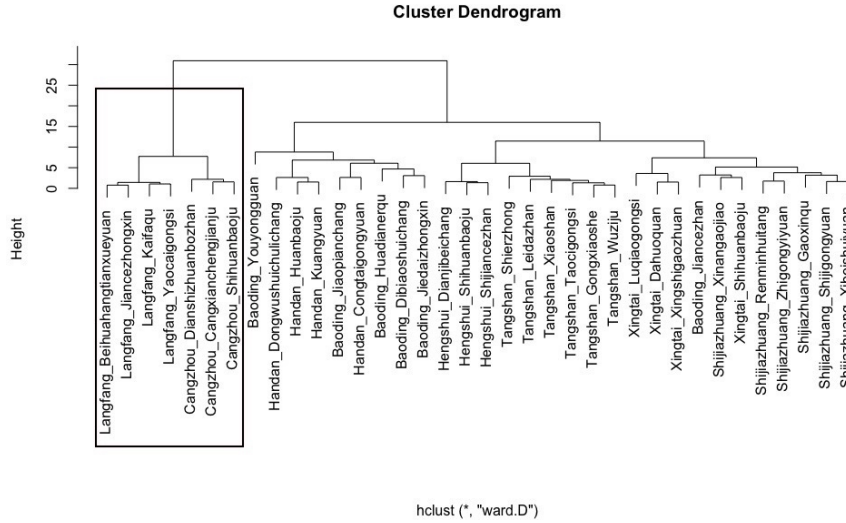 Cluster Dendrogram
Height
25
15
5
0
Langfang_Beihuahangtianxueyuan
Langfang_Jiancezhongxin
Langfang_Kaifaqu
Langfang_Yaocaigongsi
Cangzhou_Dianshizhuanbozhan
Cangzhou_Cangxianchengjianju
Cangzhou_Shihuanbaoju
Baoding_Youyongguan
Handan_Dongwushuichulichang
Handan_Huanbaoju
Handan_Kuangyuan
Baoding_Jiaopianchang
Handan_Congtaigongyuan
Baoding_Huadianerqu
Baoding_Dibiaoshuichang
Baoding_Jiedaizhongxin
Hengshui_Dianjibeichang
Hengshui_Shihuanbaoju
Hengshui_Shijiancezhan
Tangshan_Shierzhong
Tangshan_Leidazhan
Tangshan_Xiaoshan
Tangshan_Taocigongsi
Tangshan_Gongxiaoshe
Tangshan_Wuziju
Xingtai_Luqiaogongsi
Xingtai_Dahuoquan
Xingtai_Xingshigaozhuan
Baoding_Jiancezhan
Shijiazhuang_Xinangaojiao
Xingtai_Shihuanbaoju
Shijiazhuang_Renminhuitang
Shijiazhuang_Zhigongyiyuan
Shijiazhuang_Gaoxinqu
Shijiazhuang_Shijigongyuan
hclust (*, "ward.D")